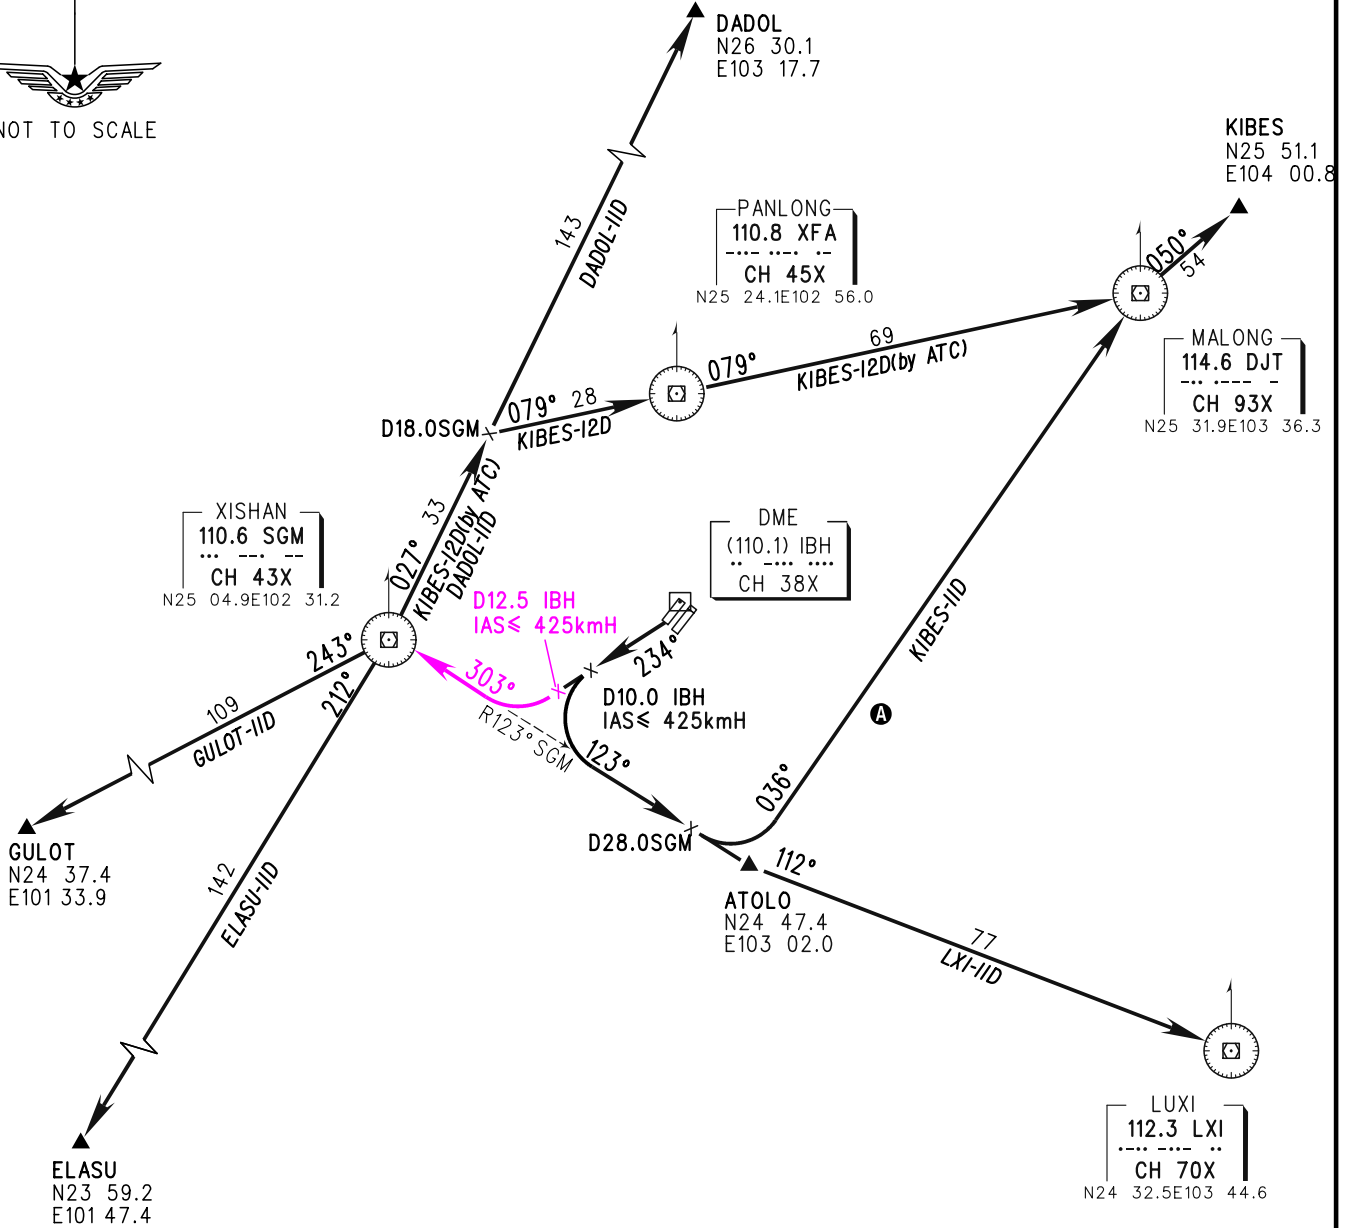 DADOL
N26 30.1
E103 17.7
NOT TO SCALE
KIBES
N25 51.1
E104 00.8
143
DADOL-11D
PANLONG
110.8 XFA
CH 45X
N25 24.1E102 56.0
050°
54
MALONG
114.6 DJT
CH 93X
N25 31.9E103 36.3
079°
69
KIBES-12D(by ATC)
D18.0SGM
079°
28
KIBES-12D
XISHAN
110.6 SGM
CH 43X
N25 04.9E102 31.2
027°
33
KIBES-12D(by ATC)
DADOL-11D
DME
(110.1) IBH
CH 38X
D12.5 IBH
IAS≤ 425kmH
234°
D10.0 IBH
IAS≤ 425kmH
303°
R123°SGM
123°
KIBES-11D
A
036°
243°
212°
109
GULOT-11D
GULOT
N24 37.4
E101 33.9
142
ELASU-11D
D28.0SGM
ATOLO
N24 47.4
E103 02.0
112°
77
LXI-11D
LUXI
112.3 LXI
CH 70X
N24 32.5E103 44.6
ELASU
N23 59.2
E101 47.4